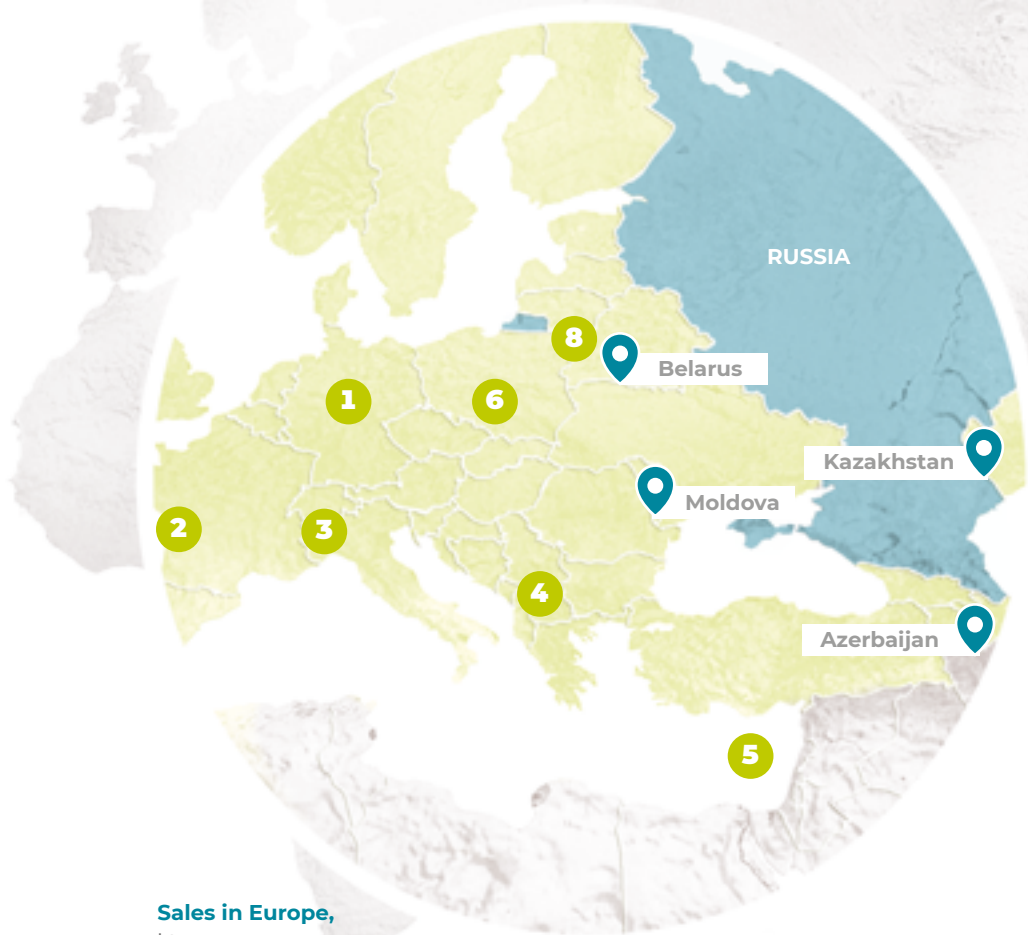 RUSSIA
8
Belarus
1
6
Kazakhstan
Moldova
2
3
4
Azerbaijan
5
Sales in Europe,